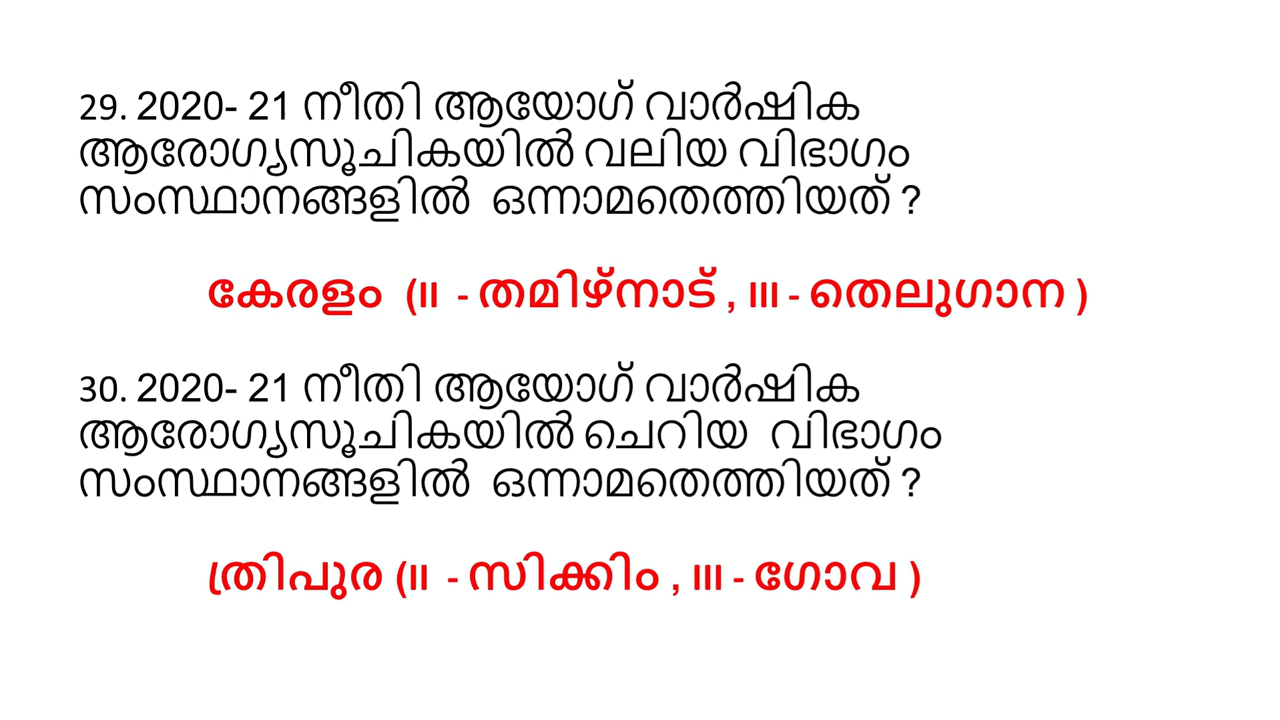 29. 2020- 21 നീതി ആയോഗ് വാർഷിക
ആരോഗ്യസൂചികയിൽ വലിയ വിഭാഗം
സംസ്ഥാനങ്ങളിൽ ഒന്നാമതെത്തിയത് ?
കേരളം (II - തമിഴ്നാട് , III - തെലുഗാന )
30. 2020- 21 നീതി ആയോഗ് വാർഷിക
ആരോഗ്യസൂചികയിൽ ചെറിയ വിഭാഗം
സംസ്ഥാനങ്ങളിൽ ഒന്നാമതെത്തിയത് ?
ത്രിപുര (II - സിക്കിം , III - ഗോവ )